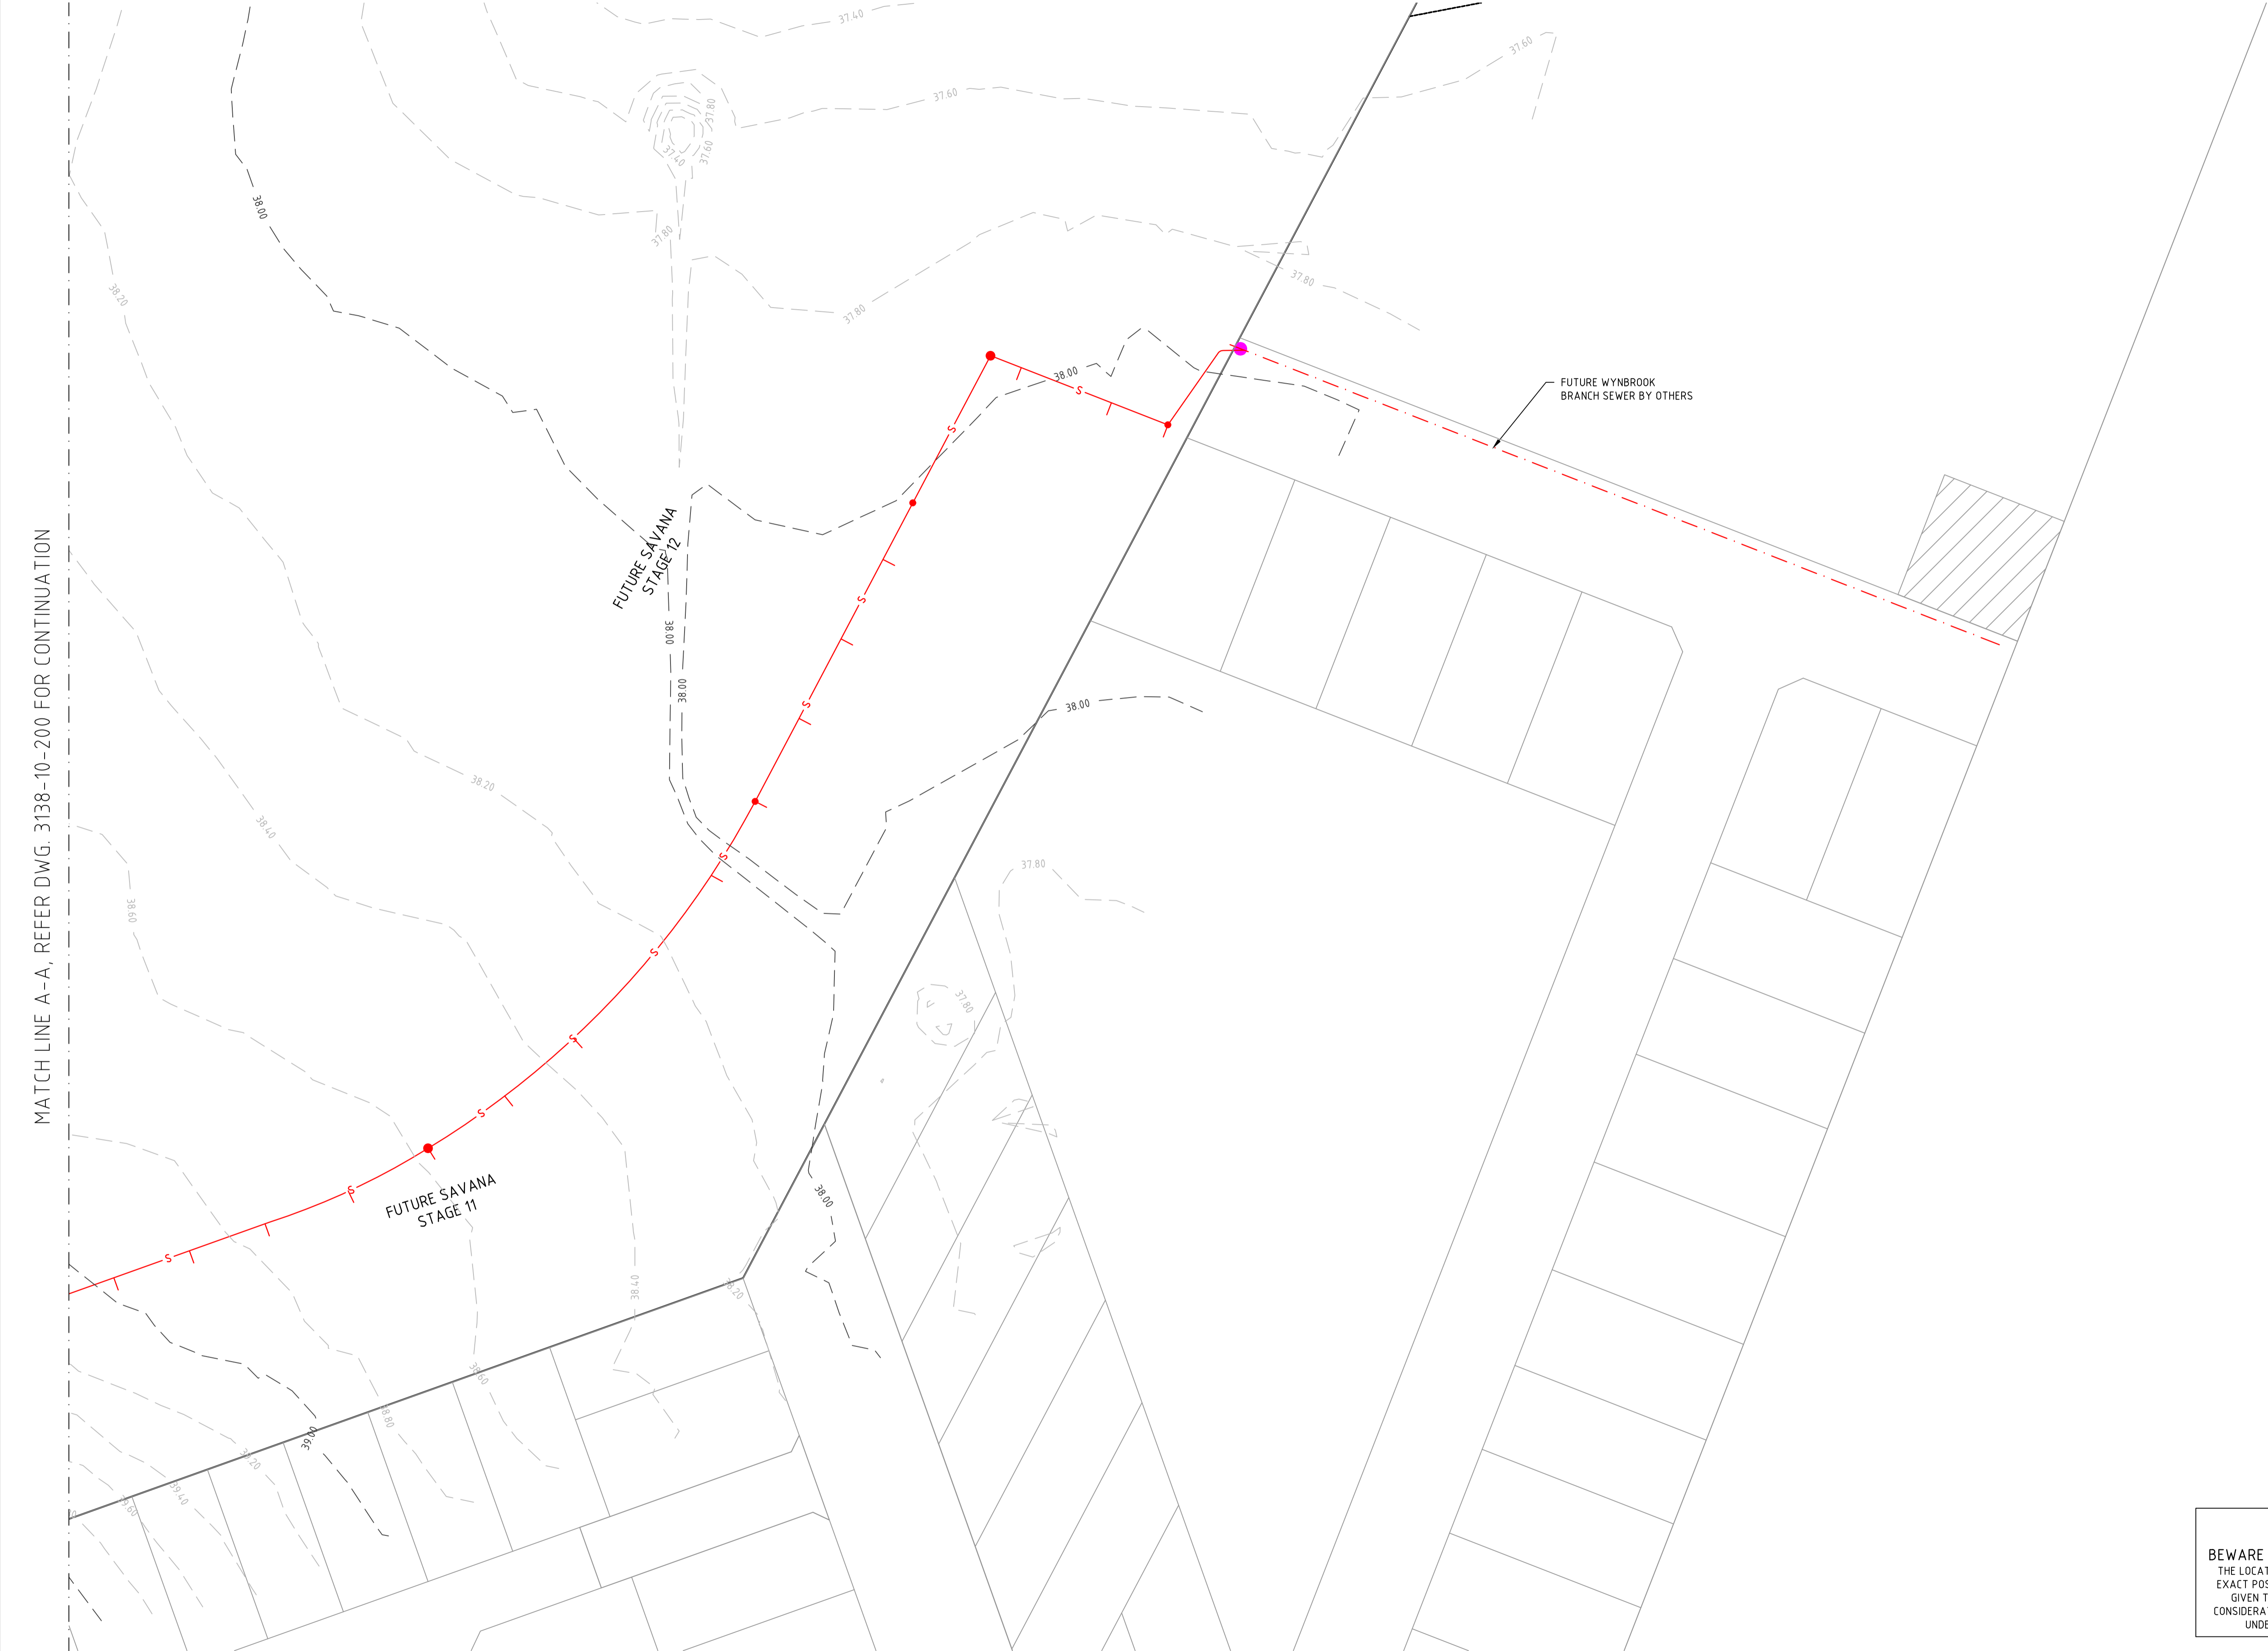 37.40
37.60
37.60
37.80
37.40
37.60
38.00
37.80
38.20
37.80
37.80
38.00
S
FUTURE WYNBROOK
BRANCH SEWER BY OTHERS
S
FUTURE SAVANA
STAGE 12
S
38.00
38.00
S
38.00
MATCH LINE A-A, REFER DWG. 3138-10-200 FOR CONTINUATION
38.20
38.40
S
37.80
38.60
S
37.80
S
S
S
FUTURE SAVANA
STAGE 11
38.00
S
38.40
38.20
38.60
38.80
39.00
39.20
39.40
39.60
BEWARE
THE LOCAT
EXACT POS
GIVEN T
CONSIDERA
UNDE